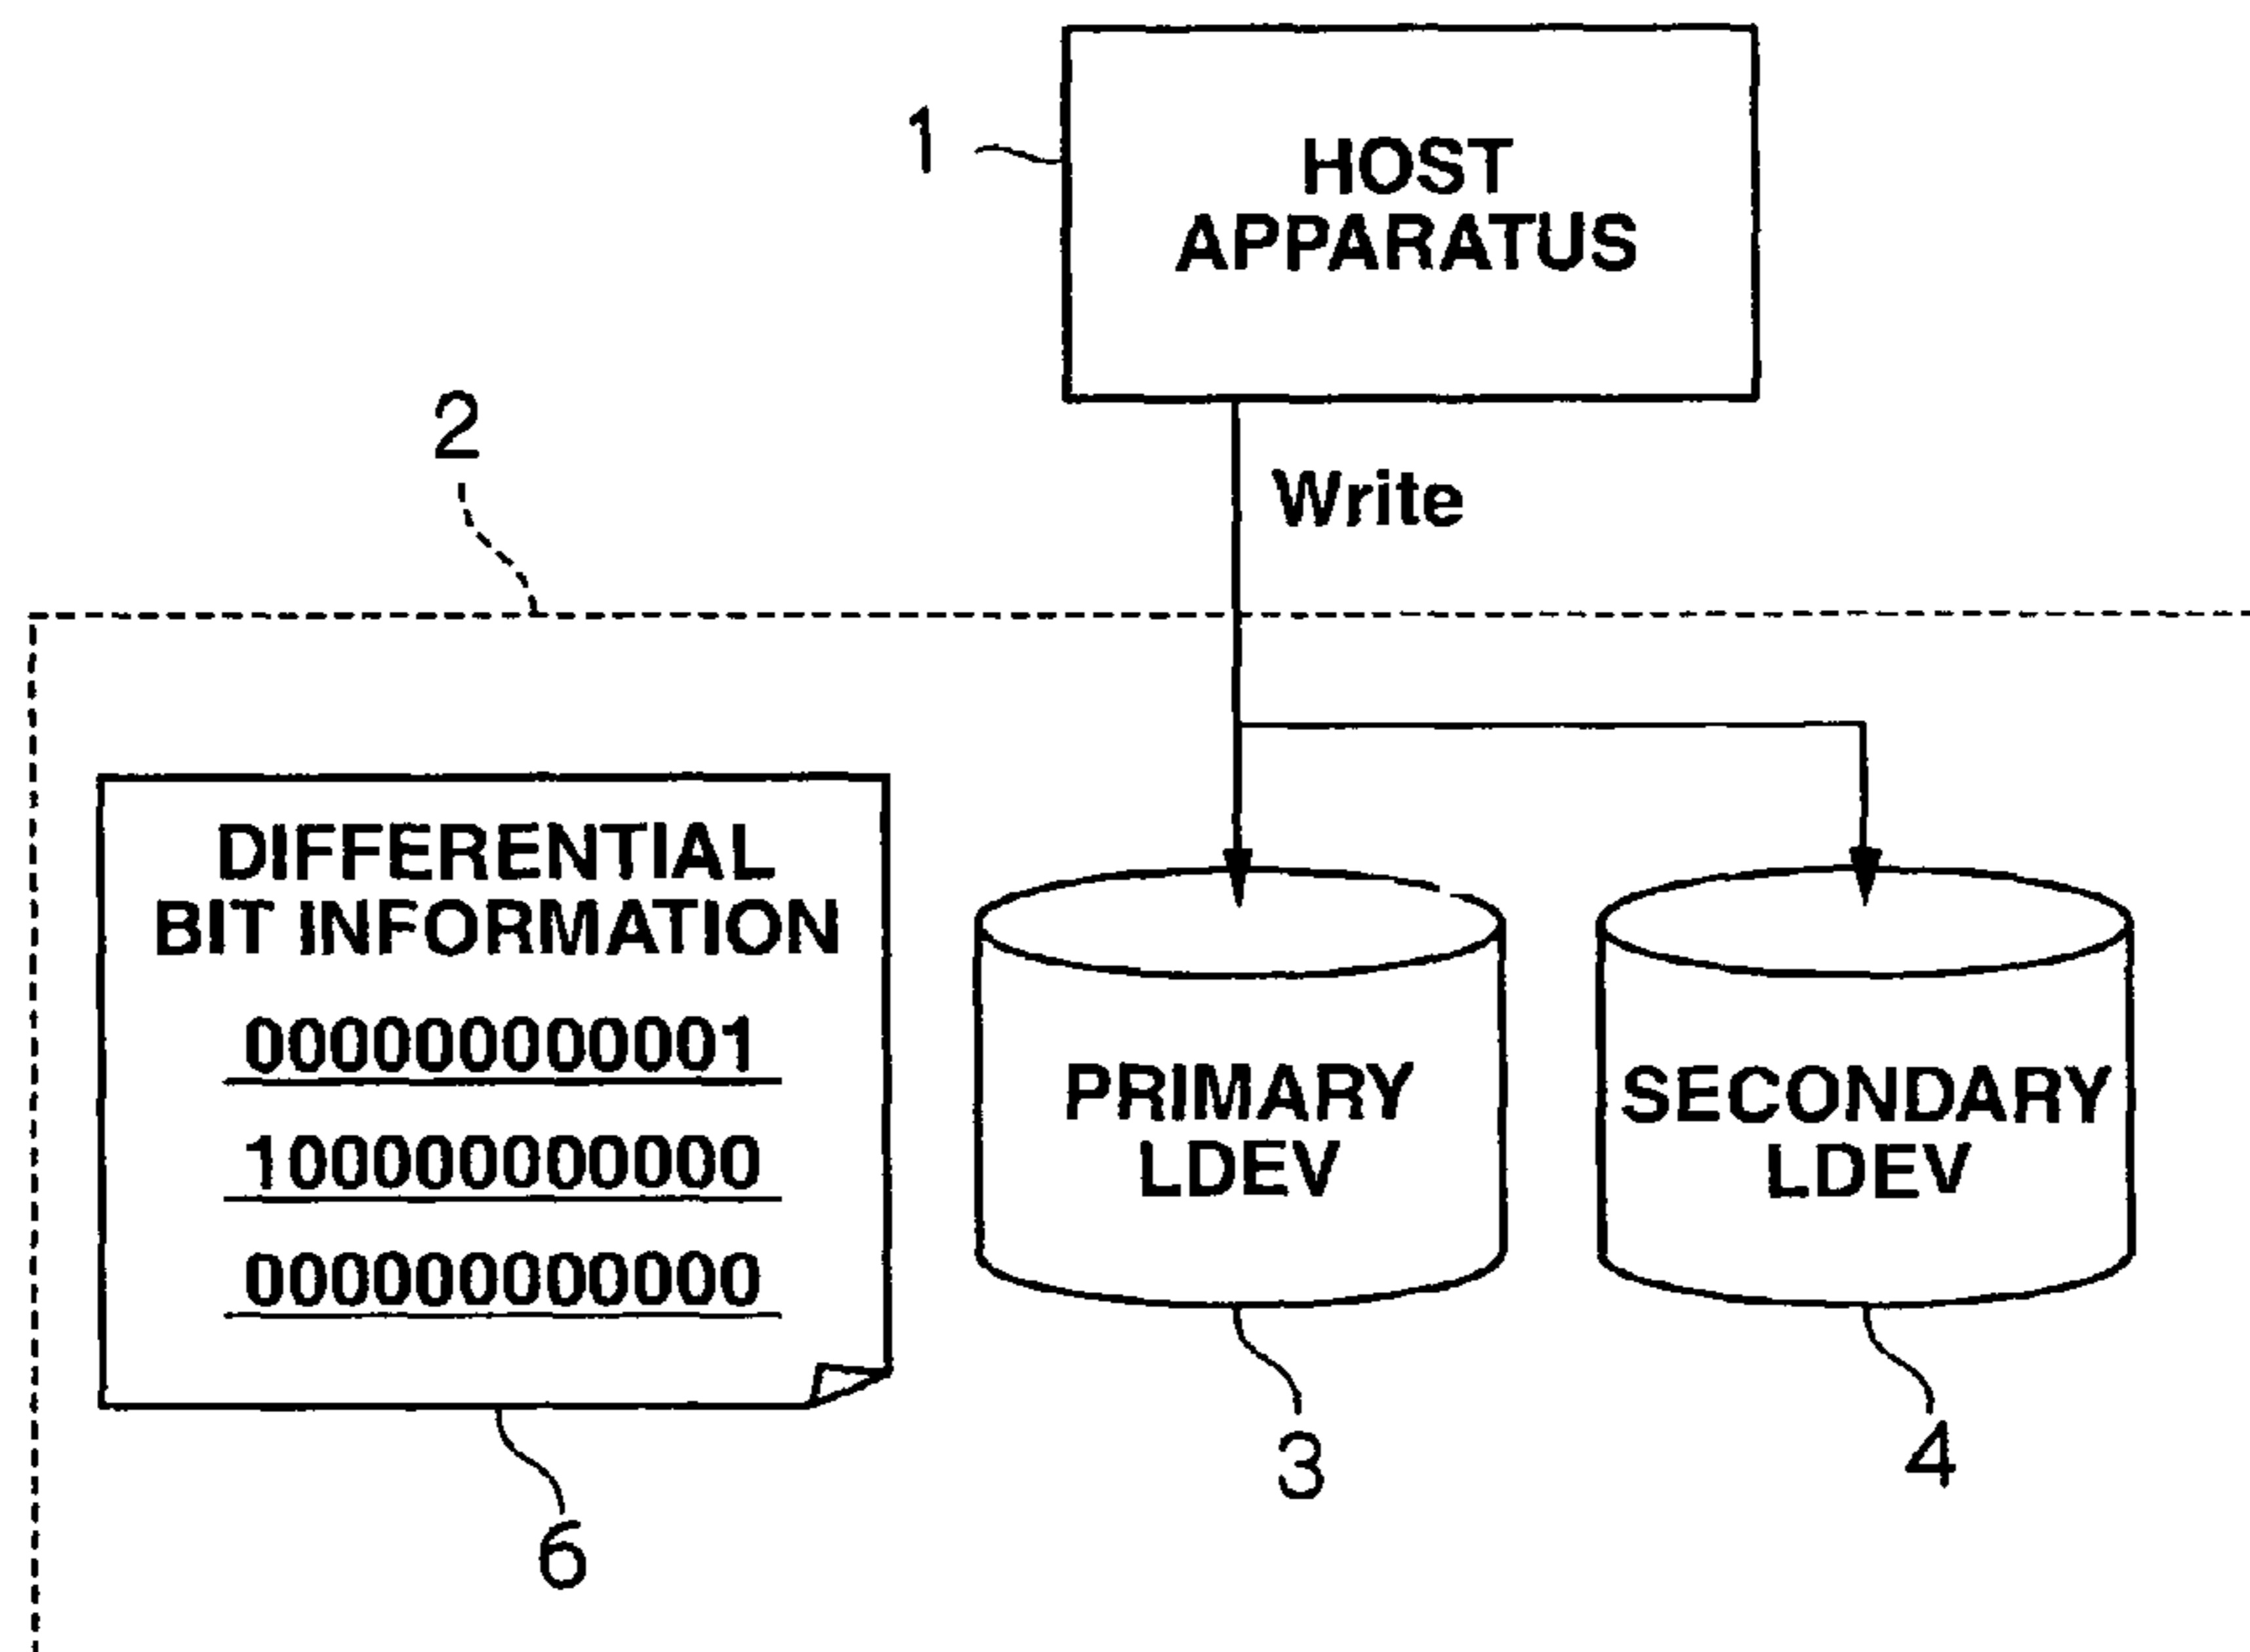 1
HOST
APPARATUS
2
Write
DIFFERENTIAL
BIT INFORMATION
000000000001
100000000000
000000000000
PRIMARY
LDEV
SECONDARY
LDEV
3
4
6